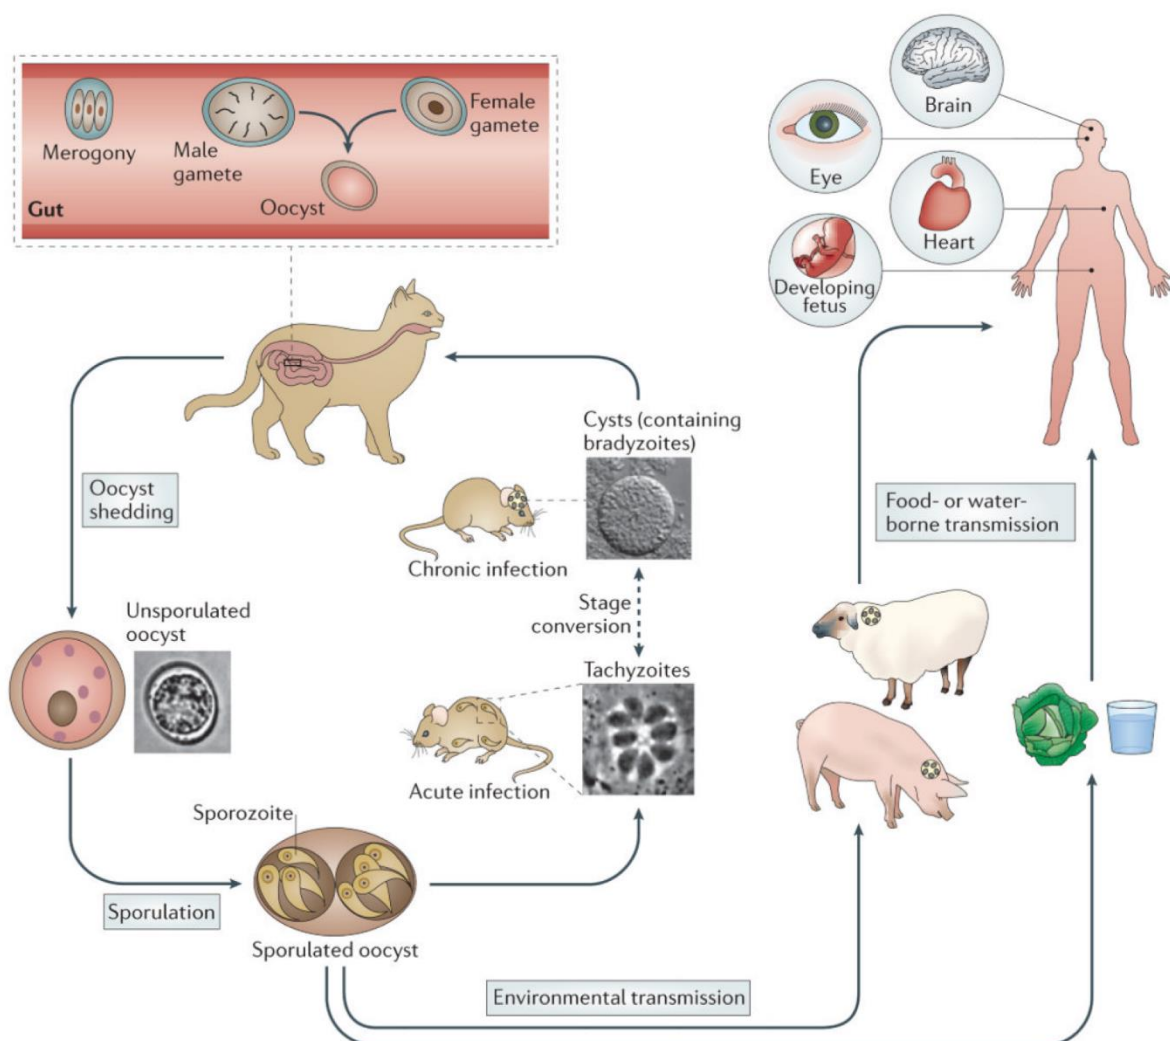 Merogony
Male
gamete
Female
gamete
Oocyst
Gut
Brain
Eye
Heart
Developing
fetus
Oocyst
shedding
Cysts (containing
bradyzoites)
Chronic infection
Stage
conversion
Food- or water-
borne transmission
Unsporulated
oocyst
Tachyzoites
Acute infection
Sporozoite
Sporulation
Sporulated oocyst
Environmental transmission